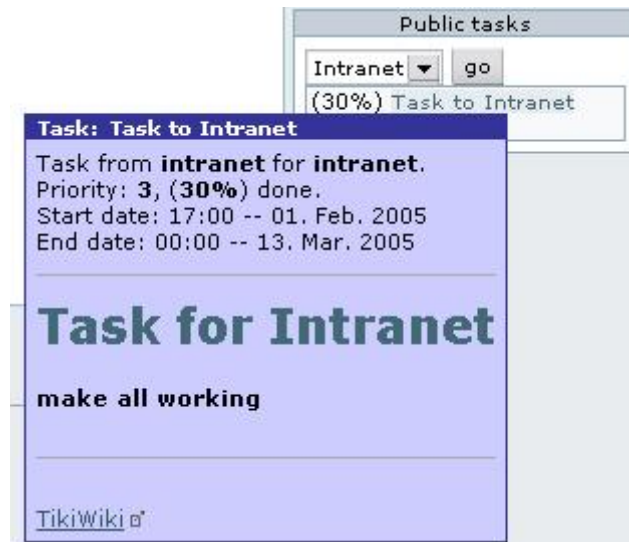 Public tasks
Intranet go
(30%) Task to Intranet
Task: Task to Intranet
Task from intranet for intranet.
Priority: 3, (30%) done.
Start date: 17:00 -- 01. Feb. 2005
End date: 00:00 -- 13. Mar. 2005
Task for Intranet
make all working
TikiWiki